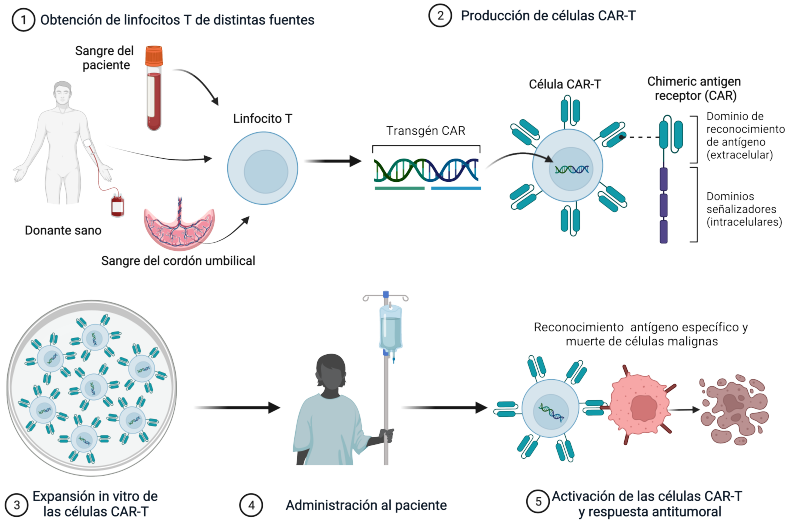 1 Obtención de linfocitos T de distintas fuentes
Sangre del
paciente
Linfocito T
Donante sano
Sangre del cordón umbilical
Transgén CAR
2 Producción de células CAR-T
Célula CAR-T
Chimeric antigen
receptor (CAR)
Dominio de
reconocimiento
de antígeno
(extracelular)
Dominios
señalizadores
(intracelulares)
3 Expansión in vitro de
las células CAR-T
4 Administración al paciente
Reconocimiento antígeno específico y
muerte de células malignas
5 Activación de las células CAR-T
y respuesta antitumoral